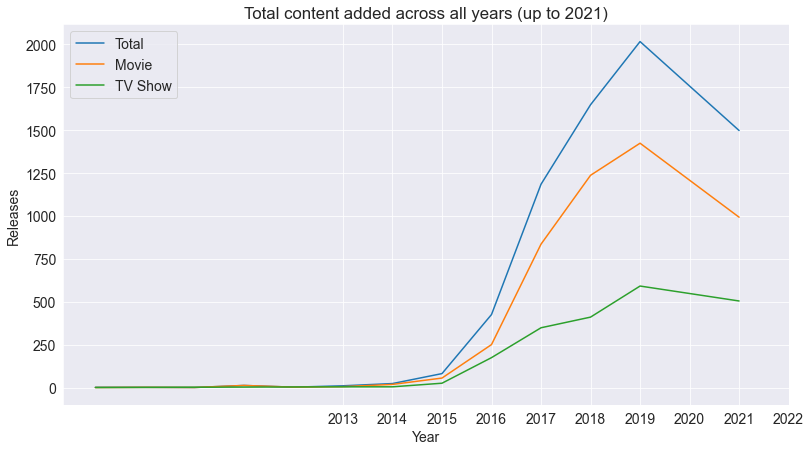 Total content added across all years (up to 2021)
Total
Movie
TV Show
2000
1750
1500
1250
1000
750
500
250
0
Releases
2013 2014 2015 2016 2017 2018 2019 2020 2021 2022
Year